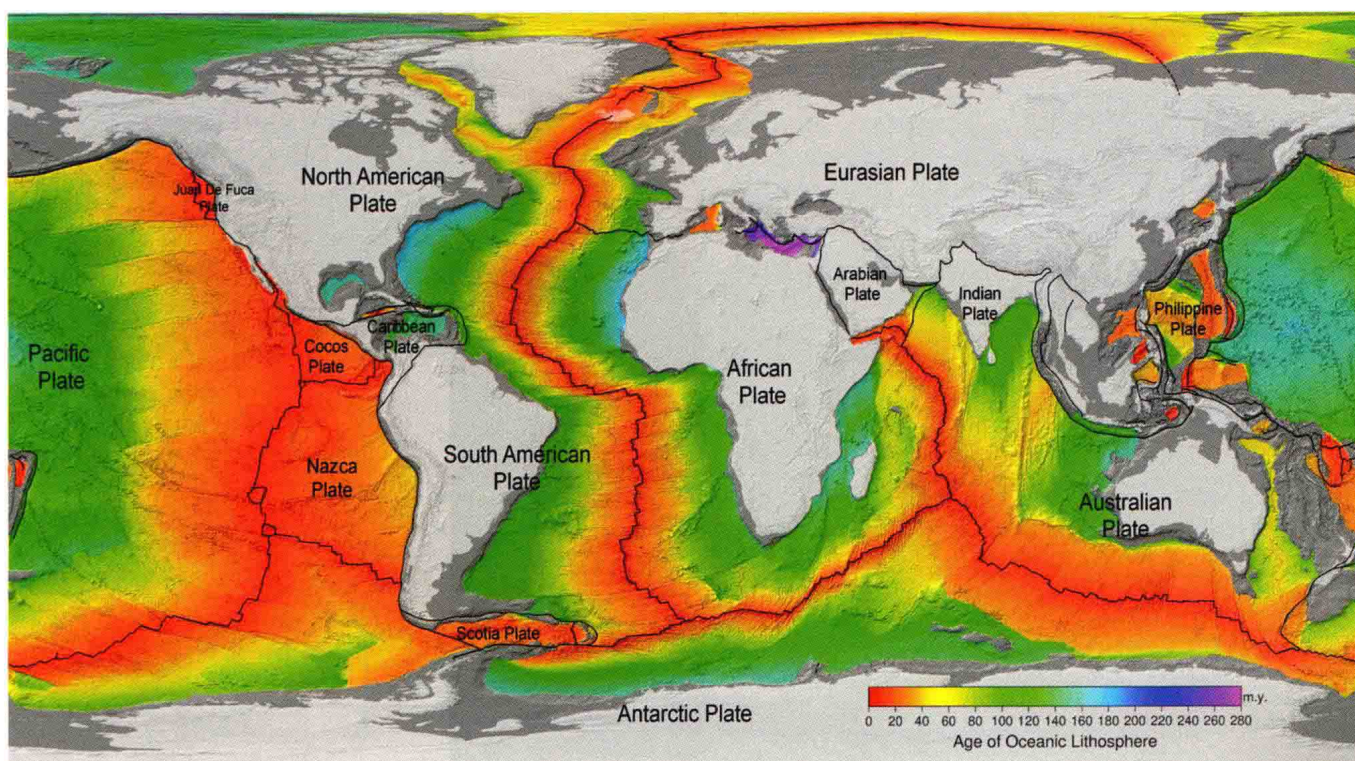 North American
Plate
Eurasian Plate
Juan De Fuca
Plate
Arabian
Plate
Indian
Plate
Philippine
Plate
Caribbean
Plate
Cocos
Plate
Pacific
Plate
African
Plate
South American
Plate
Nazca
Plate
Australian
Plate
Scotia Plate
Antarctic Plate
m.y.
0 20 40 60 80 100 120 140 160 180 200 220 240 260 280
Age of Oceanic Lithosphere